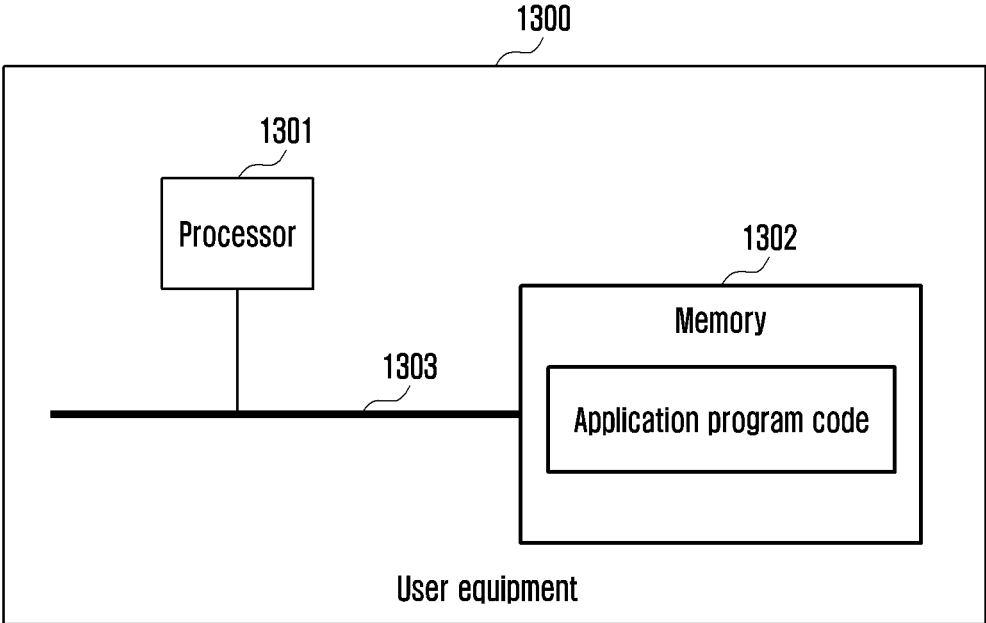 1300
1301
Processor
1302
Memory
1303
Application program code
User equipment